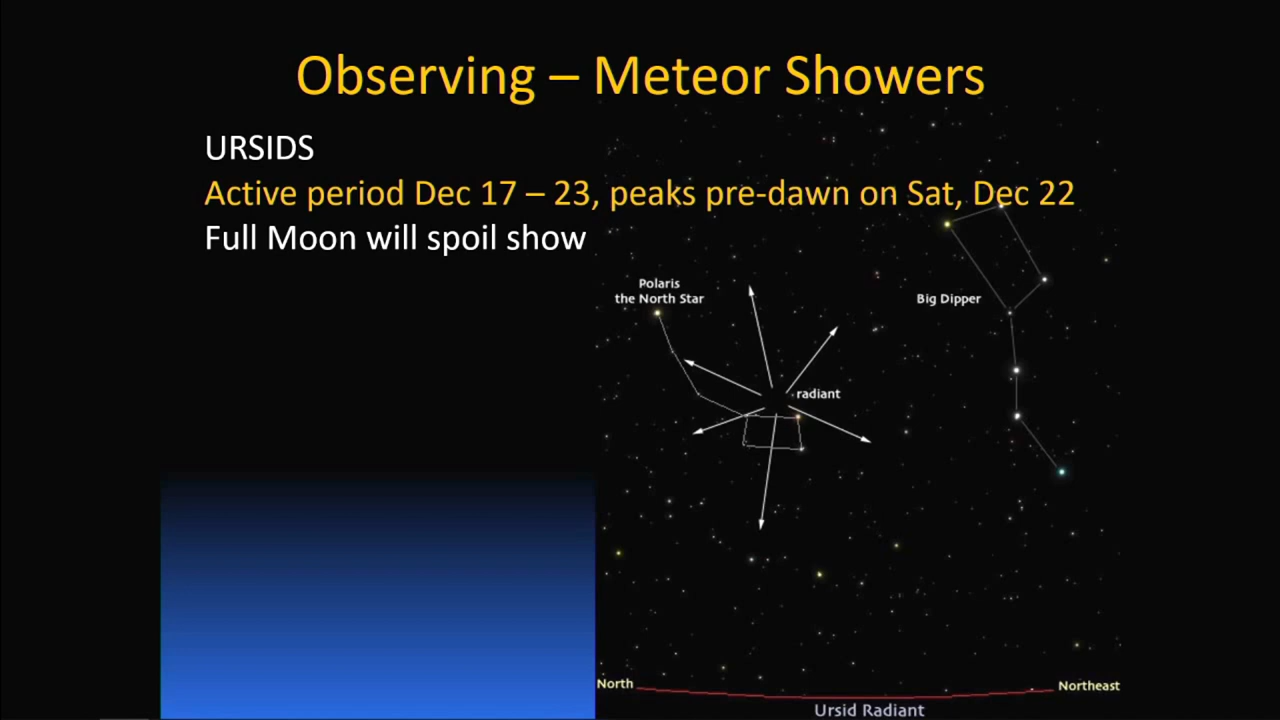 Observing – Meteor Showers
URSIDS
Active period Dec 17 – 23, peaks pre-dawn on Sat, Dec 22
Full Moon will spoil show
Polaris
the North Star
Big Dipper
radiant
North
Northeast
Ursid Radiant